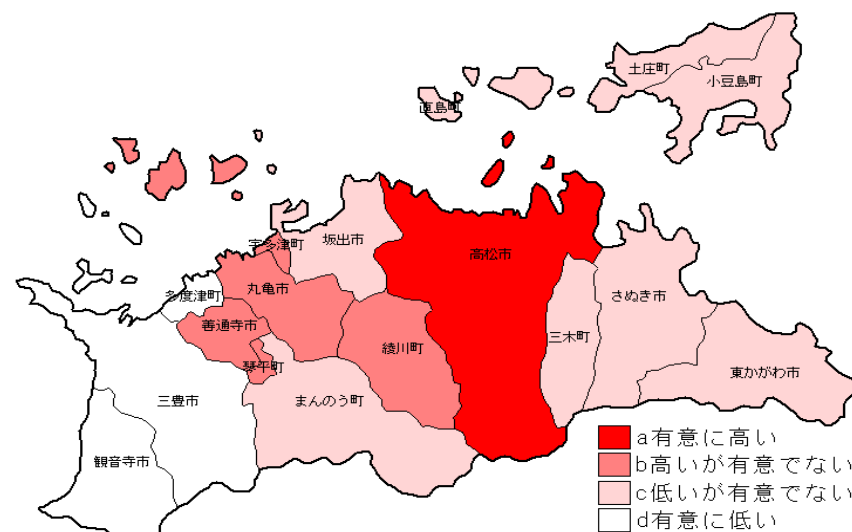 土庄町
小豆島町
直島町
宇多津町
坂出市
高松市
丸亀市
多度津町
さぬき市
善通寺市
三木町
綾川町
琴平町
東かがわ市
三豊市
まんのう町
観音寺市
a有意に高い
b高いが有意でない
c低いが有意でない
d有意に低い